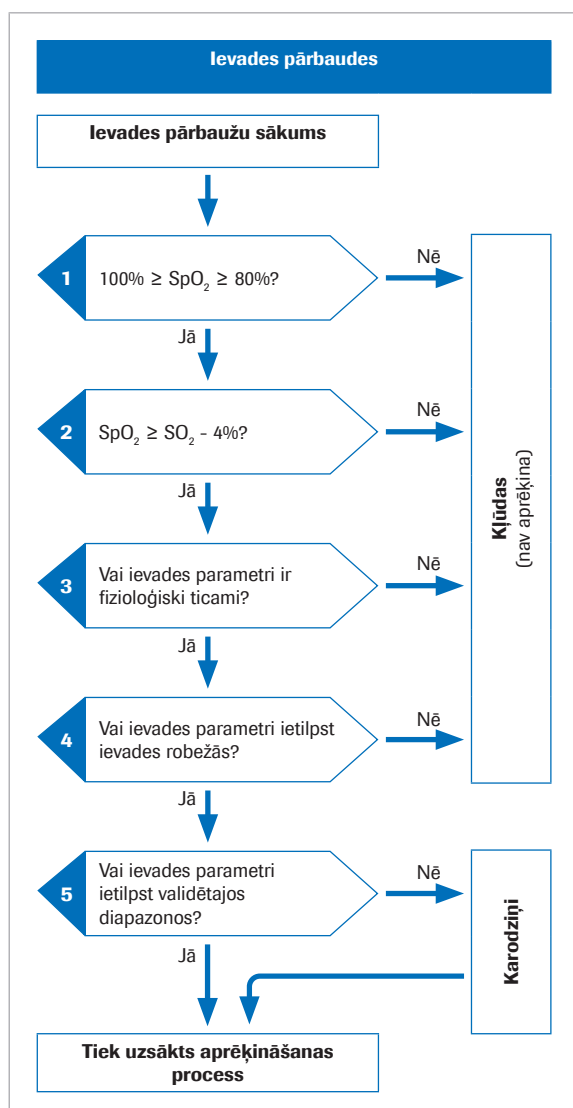 Ievades pārbaudes
Ievades pārbaužu sākums
1
100% ≥ SpO₂ ≥ 80%?
Nē
Jā
2
SpO₂ ≥ SO₂ - 4%?
Nē
Jā
3
Vai ievades parametri ir
fizioloģiski ticami?
Nē
Jā
4
Vai ievades parametri ietilpst
ievades robežās?
Nē
Jā
Kļūdas
(nav aprēķina)
5
Vai ievades parametri
ietilpst validētajos
diapazonos?
Nē
Jā
Karodziņi
Tiek uzsākts aprēķināšanas
process